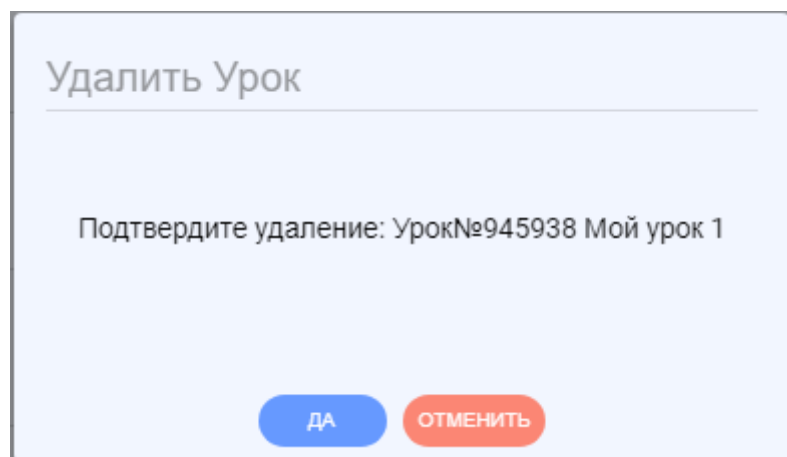 Удалить Урок
Подтвердите удаление: Урок№945938 Мой урок 1
ДА ОТМЕНИТЬ